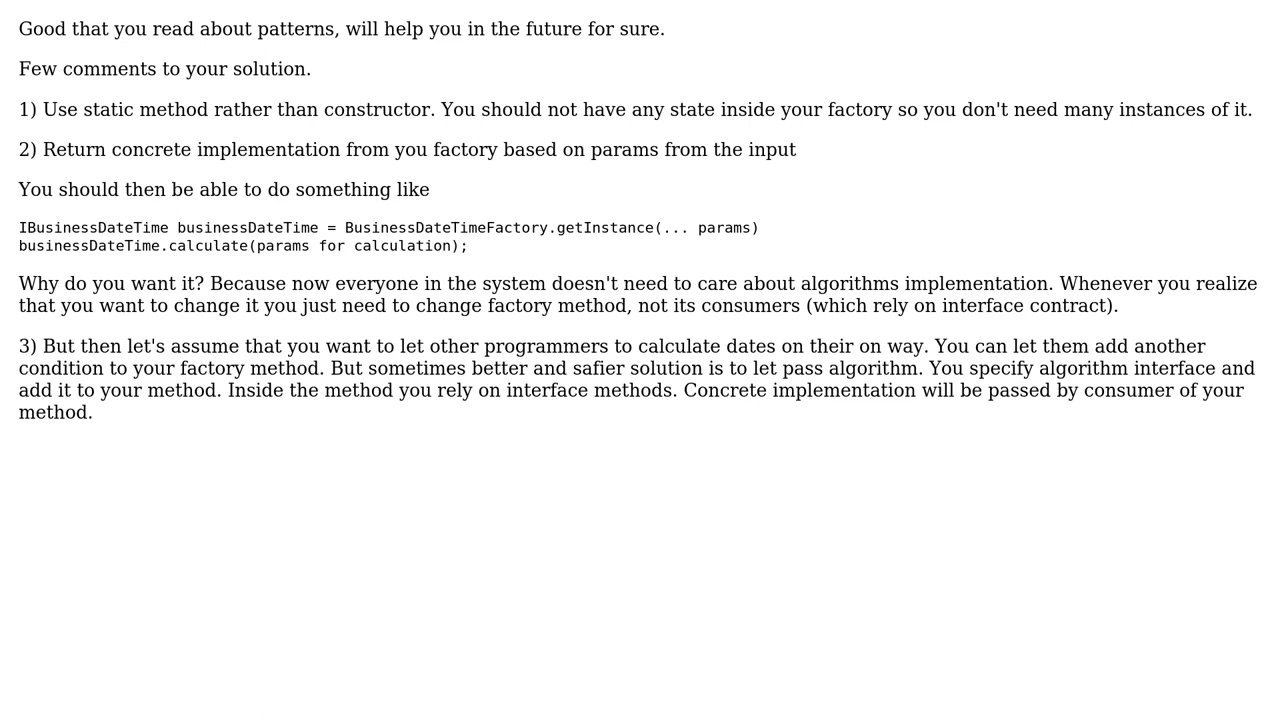 Good that you read about patterns, will help you in the future for sure.
Few comments to your solution.
1) Use static method rather than constructor. You should not have any state inside your factory so you don't need many instances of it.
2) Return concrete implementation from you factory based on params from the input
You should then be able to do something like
IBusinessDateTime businessDateTime = BusinessDateTimeFactory.getInstance(... params)
businessDateTime.calculate(params for calculation);
Why do you want it? Because now everyone in the system doesn't need to care about algorithms implementation. Whenever you realize
that you want to change it you just need to change factory method, not its consumers (which rely on interface contract).
3) But then let's assume that you want to let other programmers to calculate dates on their on way. You can let them add another
condition to your factory method. But sometimes better and safier solution is to let pass algorithm. You specify algorithm interface and
add it to your method. Inside the method you rely on interface methods. Concrete implementation will be passed by consumer of your
method.